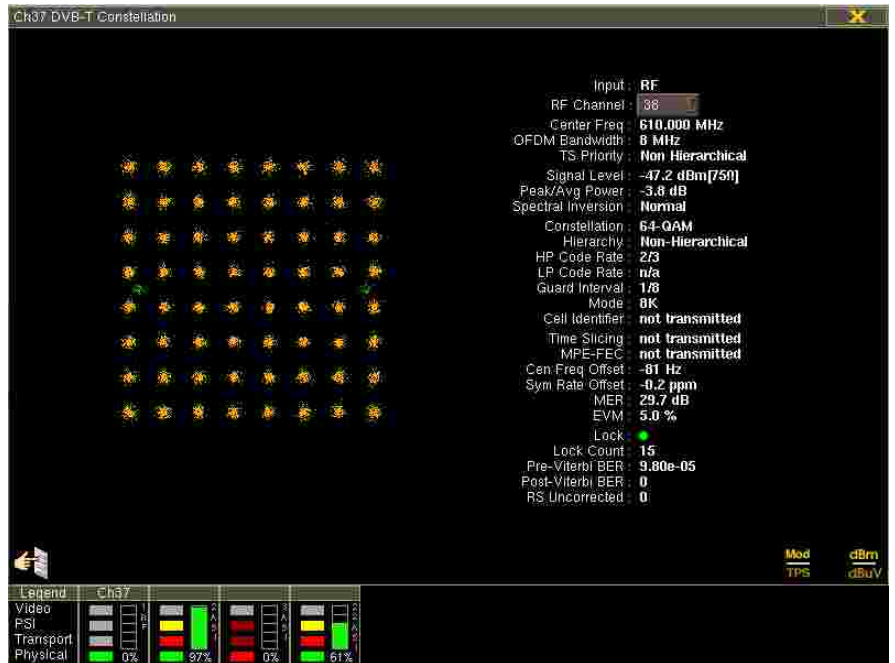 Ch37 DVB-T Constellation
Input : RF
RF Channel : 38
Center Freq : 610.000 MHz
OFDM Bandwidth : 8 MHz
TS Priority : Non Hierarchical
Signal Level : -47.2 dBm[75Ω]
Peak/Avg Power : -3.8 dB
Spectral Inversion : Normal
Constellation : 64-QAM
Hierarchy : Non-Hierarchical
HP Code Rate : 2/3
LP Code Rate : n/a
Guard Interval : 1/8
Mode : 8K
Cell Identifier : not transmitted
Time Slicing : not transmitted
MPE-FEC : not transmitted
Cen Freq Offset : -81 Hz
Sym Rate Offset : -0.2 ppm
MER : 29.7 dB
EVM : 5.0 %
Lock :
Lock Count : 15
Pre-Viterbi BER : 9.80e-05
Post-Viterbi BER : 0
RS Uncorrected : 0
Mod dBm
TPS dBuV
Legend Ch37
Video
PSI
Transport
Physical 0% 97% 0% 61%